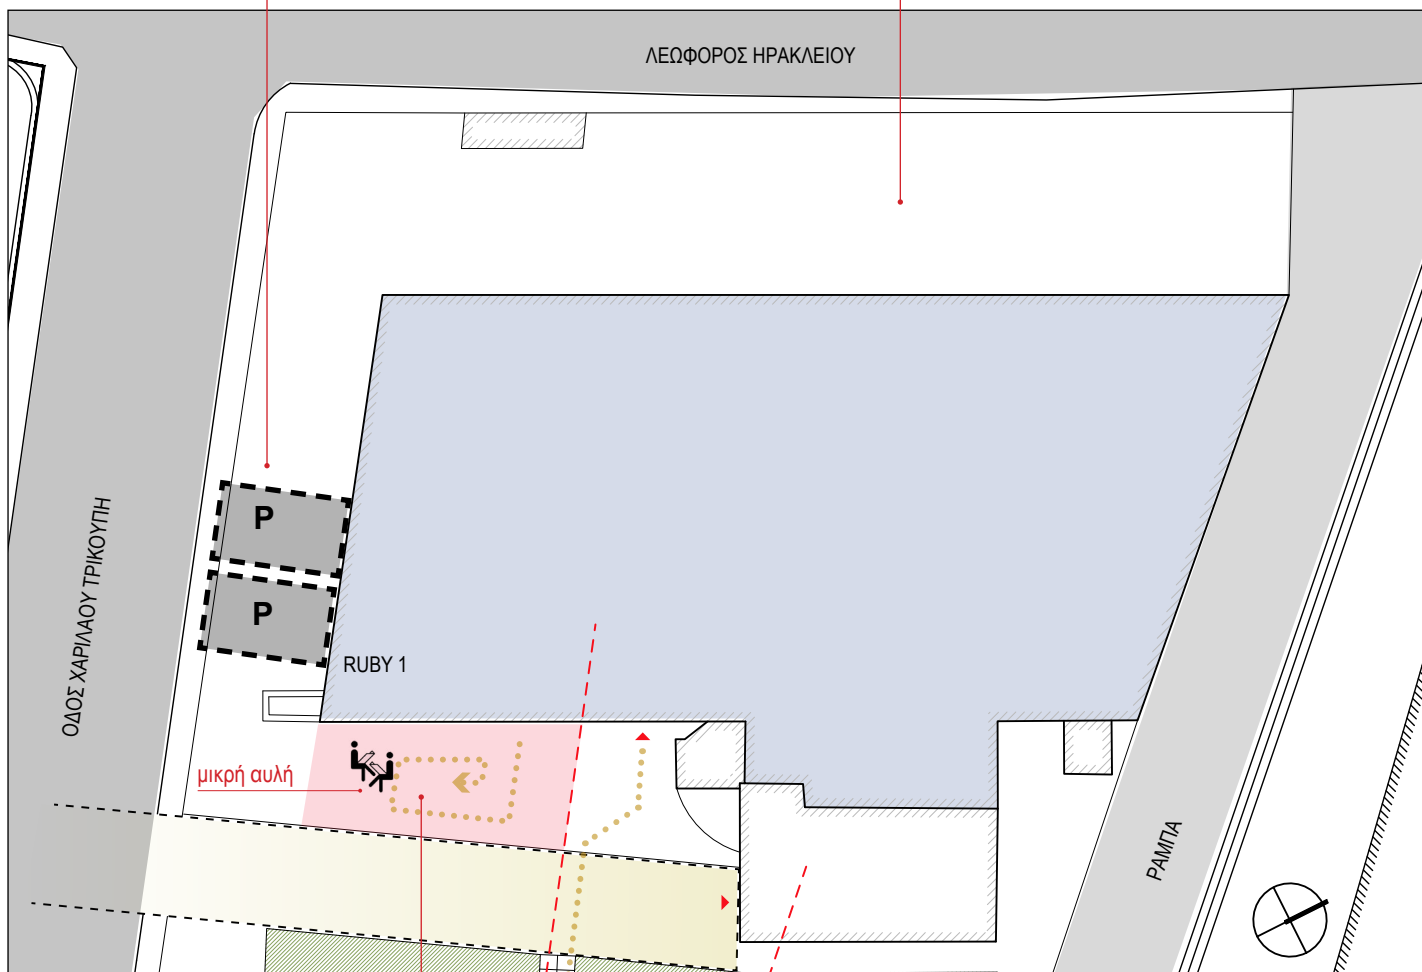 ΛΕΩΦΟΡΟΣ ΗΡΑΚΛΕΙΟΥ
P
P
ΟΔΟΣ ΧΑΡΙΛΑΟΥ ΤΡΙΚΟΥΠΗ
RUBY 1
μικρή αυλή
ΡΑΜΠΑ